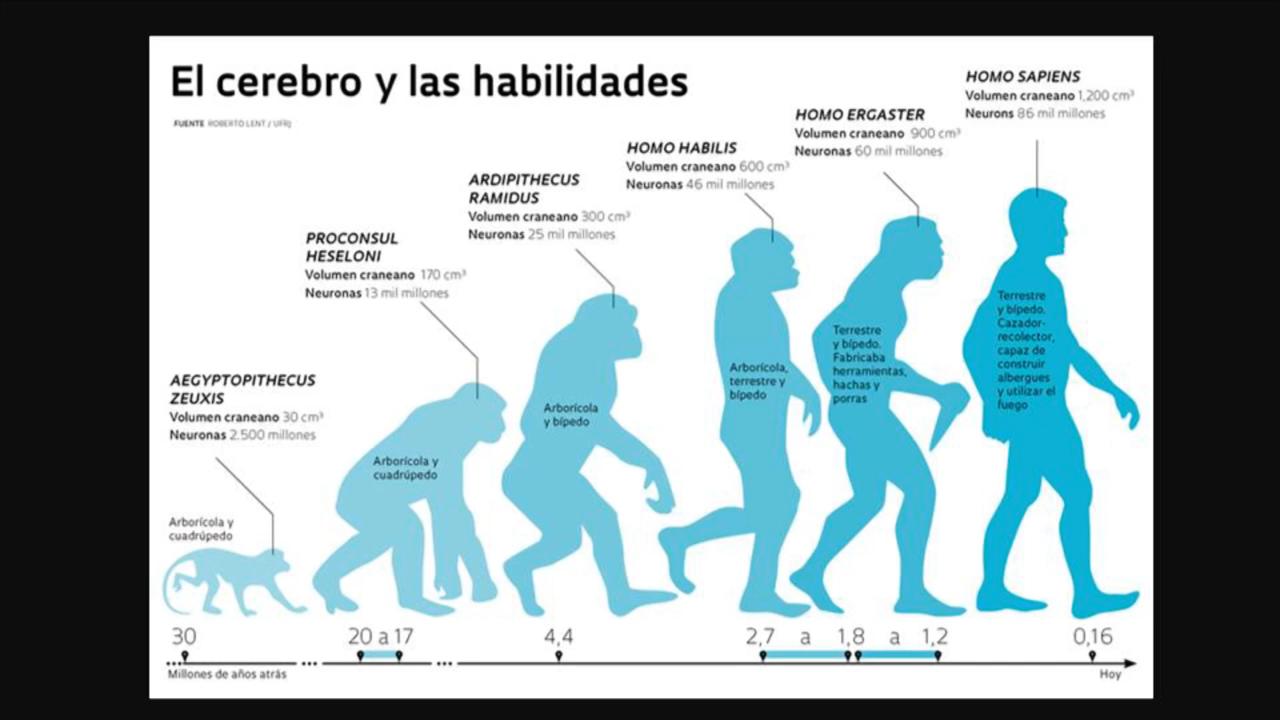 El cerebro y las habilidades
FUENTE ROBERTO LENT / UFRJ
AEGYPTOPITHECUS
ZEUXIS
Volumen craneano 30 cm³
Neuronas 2.500 millones
Arborícola y
cuadrúpedo
PROCONSUL
HESELONI
Volumen craneano 170 cm³
Neuronas 13 mil millones
Arborícola y
cuadrúpedo
ARDIPITHECUS
RAMIDUS
Volumen craneano 300 cm³
Neuronas 25 mil millones
Arborícola
y bípedo
HOMO HABILIS
Volumen craneano 600 cm³
Neuronas 46 mil millones
Arborícola,
terrestre y
bípedo
HOMO ERGASTER
Volumen craneano 900 cm³
Neuronas 60 mil millones
Terrestre
y bípedo.
Fabricaba
herramientas,
hachas y
porras
HOMO SAPIENS
Volumen craneano 1,200 cm³
Neurons 86 mil millones
Terrestre
y bípedo.
Cazador-
recolector,
capaz de
construir
albergues
y utilizar el
fuego
30 20 a 17 4,4 2,7 a 1,8 a 1,2 0,16
Millones de años atrás
Hoy